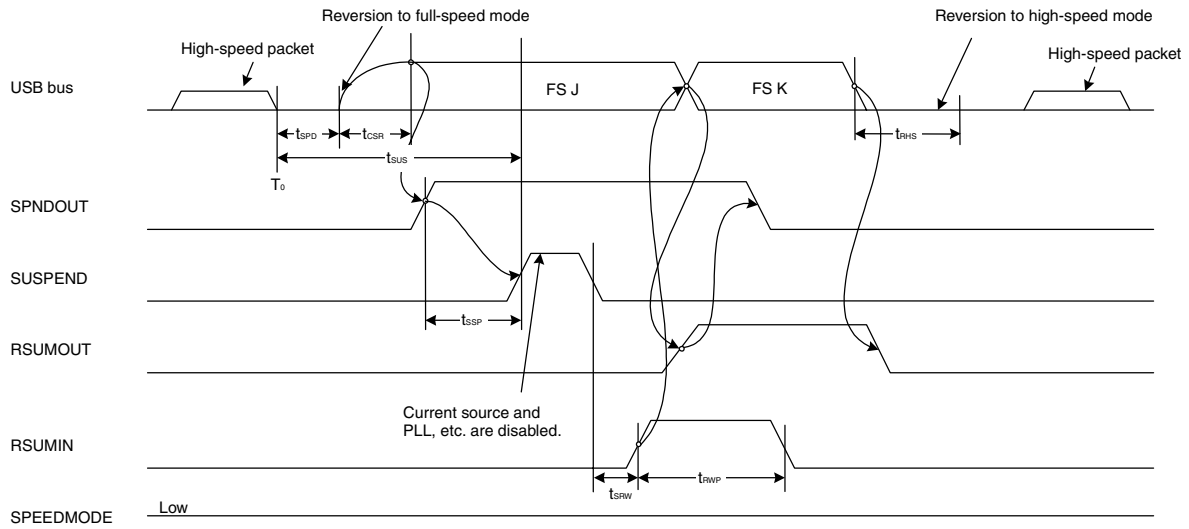 Reversion to full-speed mode
Reversion to high-speed mode
High-speed packet
High-speed packet
USB bus
FS J
FS K
tSPD
tCSR
tRHS
tSUS
T0
SPNDOUT
SUSPEND
tSSP
RSUMOUT
Current source and
PLL, etc. are disabled.
RSUMIN
tSRW
tRWP
SPEEDMODE
Low